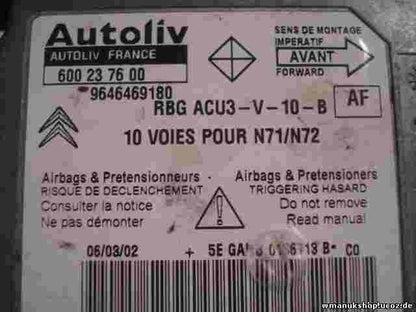 Autoliv
AUTOLIV FRANCE
600 23 76 00
9646469180
SENS DE MONTAGE
IMPERATIF
AVANT
FORWARD
RBG ACU3-V-10-B
AF
10 VOIES POUR N71/N72
Airbags & Pretensionneurs
RISQUE DE DECLENCHEMENT
Consulter la notice
Ne pas démonter
Airbags & Pretensioners
TRIGGERING HASARD
Do not remove
Read manual
06/03/02 + 5E
CO
wmanukshop.ucoz.de